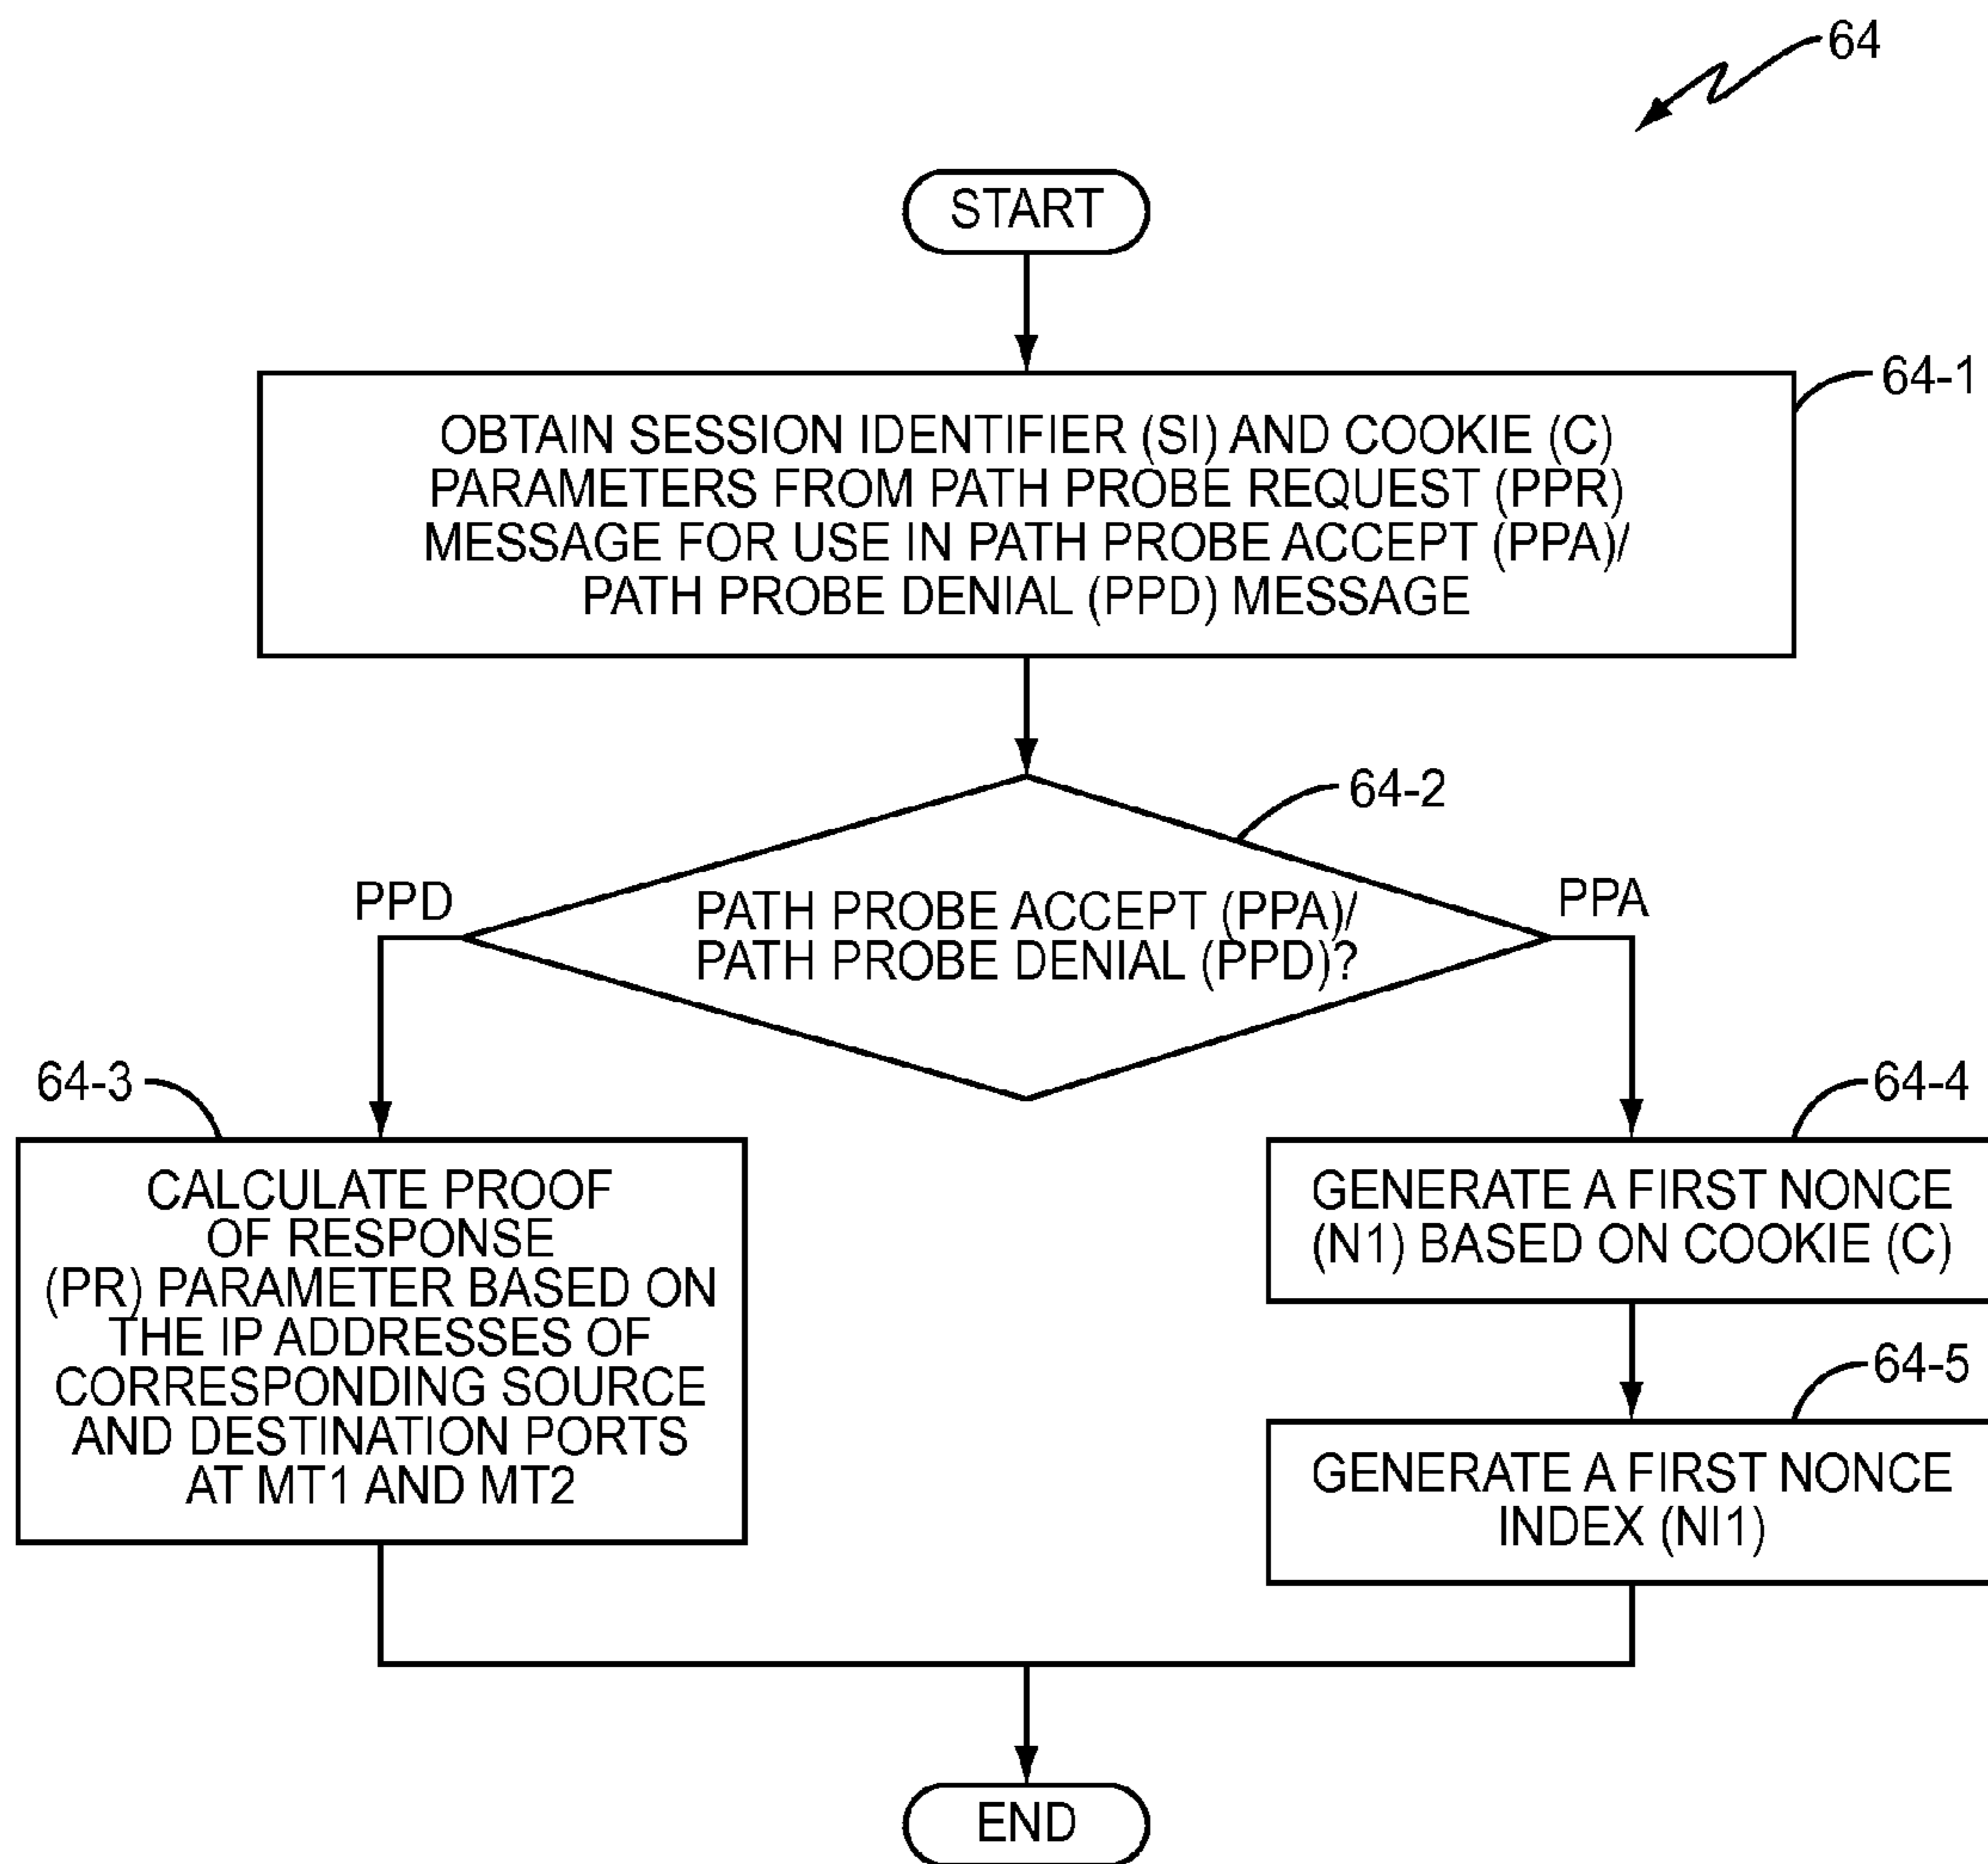 64
START
64-1
OBTAIN SESSION IDENTIFIER (SI) AND COOKIE (C)
PARAMETERS FROM PATH PROBE REQUEST (PPR)
MESSAGE FOR USE IN PATH PROBE ACCEPT (PPA)/
PATH PROBE DENIAL (PPD) MESSAGE
64-2
PPD
PATH PROBE ACCEPT (PPA)/
PATH PROBE DENIAL (PPD)?
PPA
64-3
CALCULATE PROOF
OF RESPONSE
(PR) PARAMETER BASED ON
THE IP ADDRESSES OF
CORRESPONDING SOURCE
AND DESTINATION PORTS
AT MT1 AND MT2
64-4
GENERATE A FIRST NONCE
(N1) BASED ON COOKIE (C)
64-5
GENERATE A FIRST NONCE
INDEX (NI1)
END